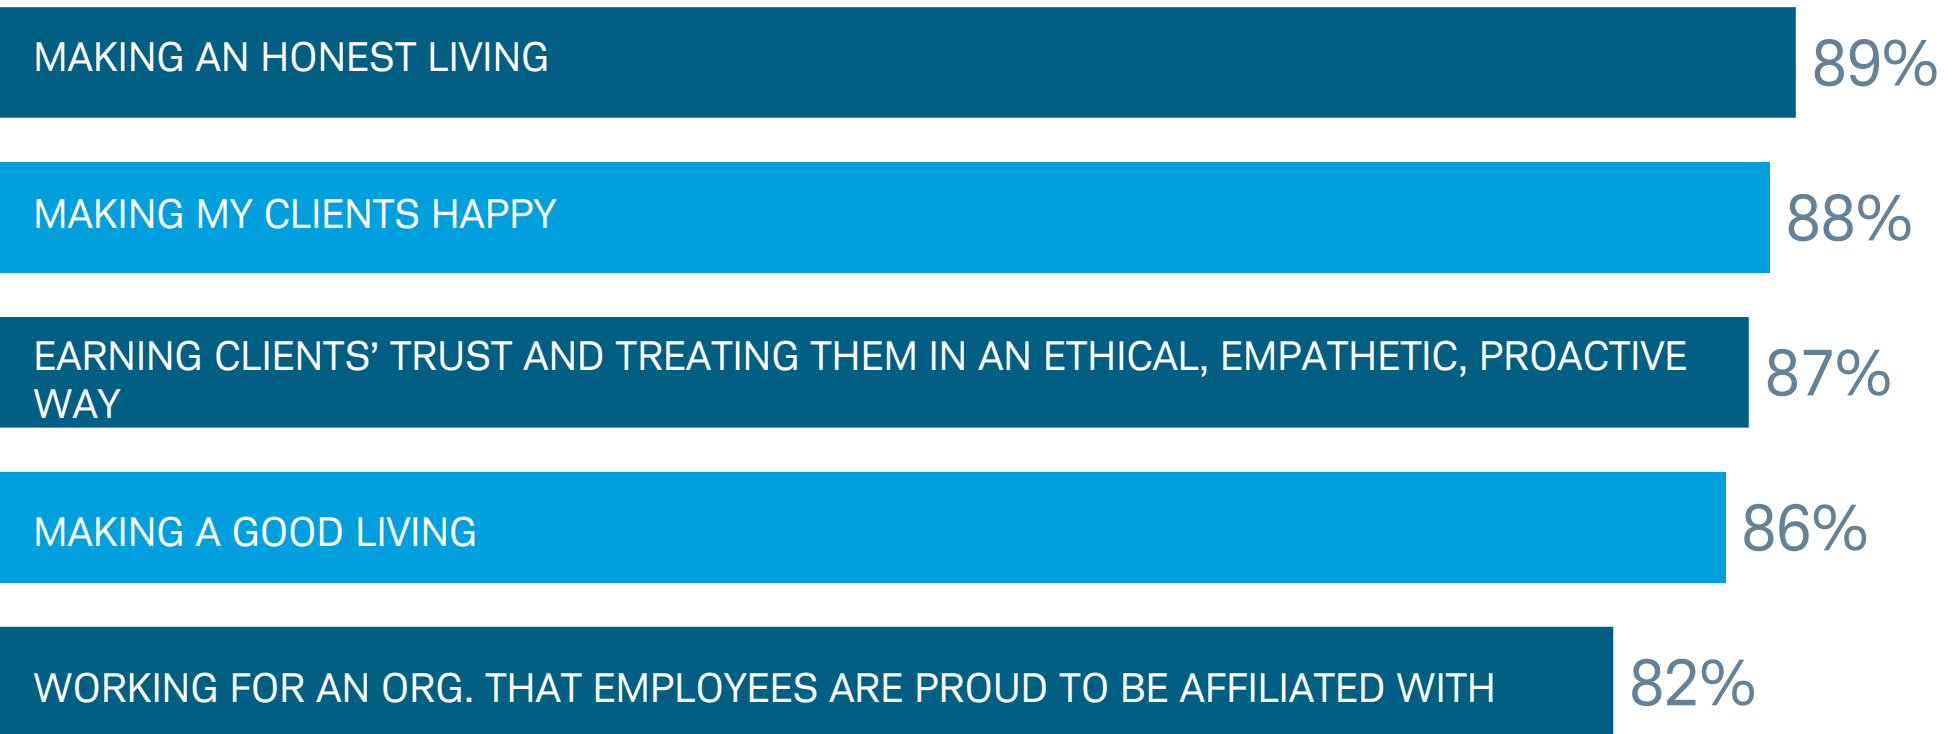 MAKING AN HONEST LIVING
89%
MAKING MY CLIENTS HAPPY
88%
EARNING CLIENTS’ TRUST AND TREATING THEM IN AN ETHICAL, EMPATHETIC, PROACTIVE
WAY
87%
MAKING A GOOD LIVING
86%
WORKING FOR AN ORG. THAT EMPLOYEES ARE PROUD TO BE AFFILIATED WITH
82%